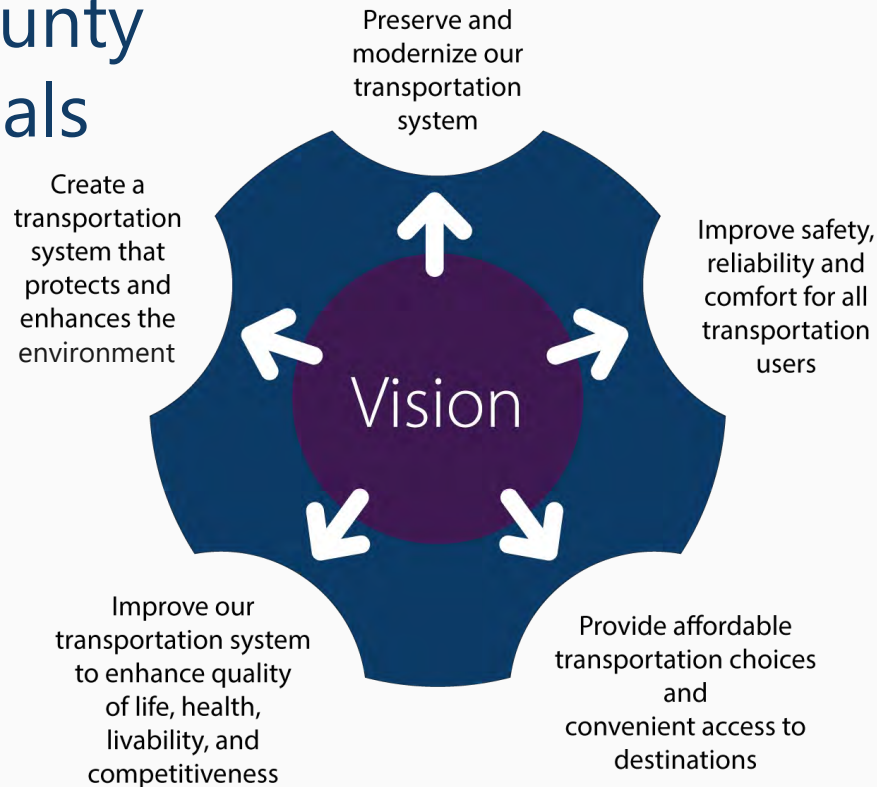 unty
als
Preserve and
modernize our
transportation
system
Create a
transportation
system that
protects and
enhances the
environment
Improve safety,
reliability and
comfort for all
transportation
users
Vision
Improve our
transportation system
to enhance quality
of life, health,
livability, and
competitiveness
Provide affordable
transportation choices
and
convenient access to
destinations